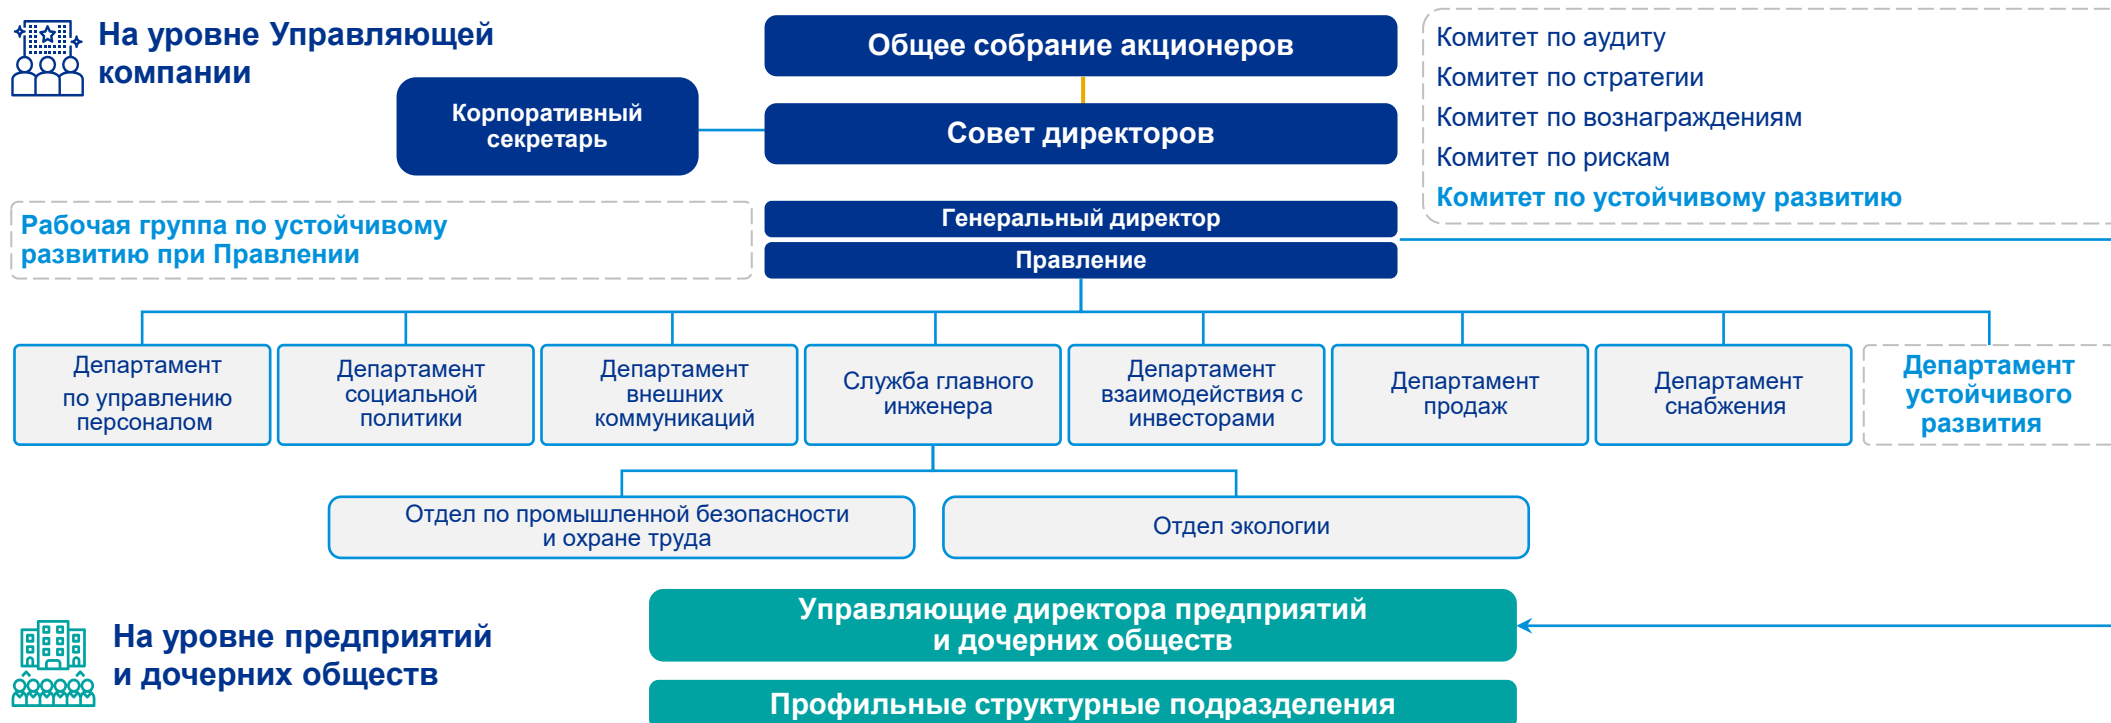 На уровне Управляющей
компании
Общее собрание акционеров
Корпоративный
секретарь
Совет директоров
Комитет по аудиту
Комитет по стратегии
Комитет по вознаграждениям
Комитет по рискам
Комитет по устойчивому развитию
Рабочая группа по устойчивому
развитию при Правлении
Генеральный директор
Правление
Департамент
по управлению
персоналом
Департамент
социальной
политики
Департамент
внешних
коммуникаций
Служба главного
инженера
Департамент
взаимодействия с
инвесторами
Департамент
продаж
Департамент
снабжения
Департамент
устойчивого
развития
Отдел по промышленной безопасности
и охране труда
Отдел экологии
На уровне предприятий
и дочерних обществ
Управляющие директора предприятий
и дочерних обществ
Профильные структурные подразделения